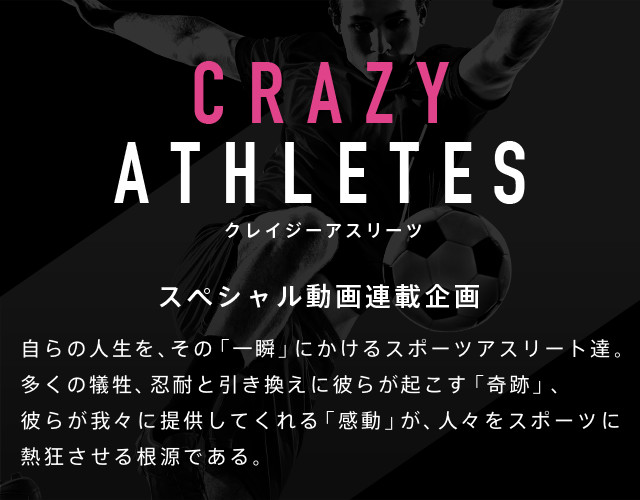 CRAZY
ATHLETES
クレイジーアスリーツ
スペシャル動画連載企画
自らの人生を、その「一瞬」にかけるスポーツアスリート達。
多くの犠牲、忍耐と引き換えに彼らが起こす「奇跡」、
彼らが我々に提供してくれる「感動」が、人々をスポーツに
熱狂させる根源である。